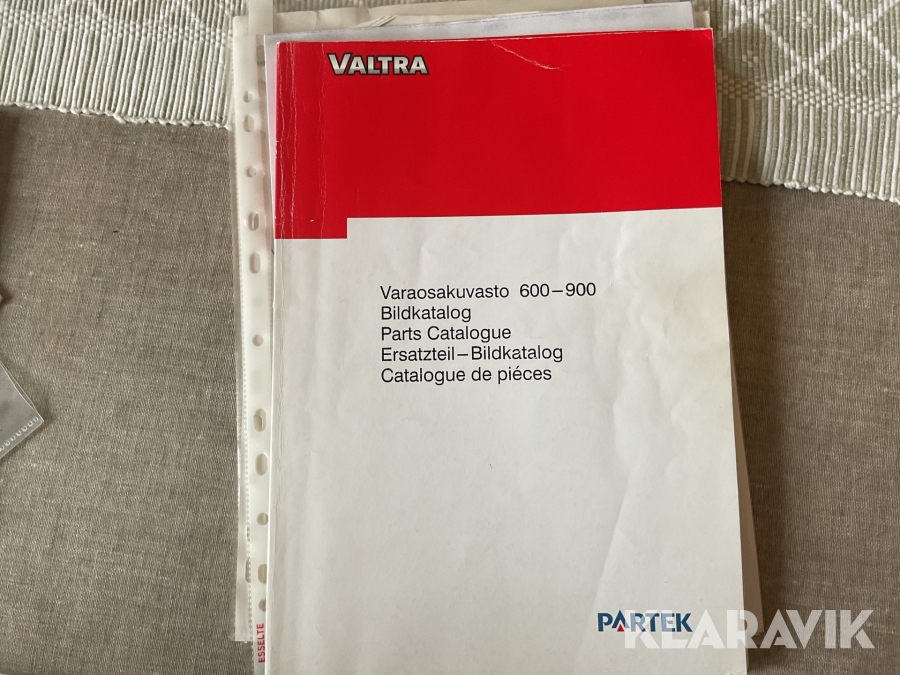 VALTRA
Varaosakuvasto 600–900
Bildkatalog
Parts Catalogue
Ersatzteil–Bildkatalog
Catalogue de piéces
PARTEK
KLARAVIK
ESSELTE